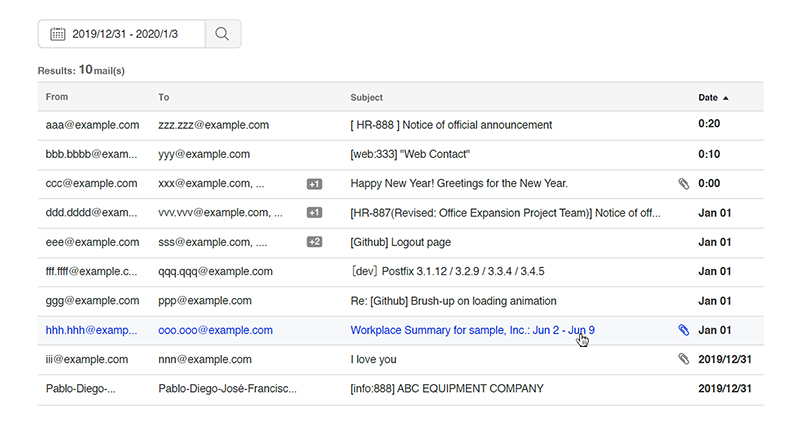 2019/12/31 - 2020/1/3
Results: 10 mail(s)
From To Subject Date
aaa@example.com zzz.zzz@example.com [ HR-888 ] Notice of official announcement 0:20
bbb.bbbb@exam... yyy@example.com [web:333] "Web Contact" 0:10
ccc@example.com xxx@example.com, ... +1 Happy New Year! Greetings for the New Year. 0:00
ddd.dddd@exam... vvv.vvv@example.com, ... +1 [HR-887(Revised: Office Expansion Project Team)] Notice of off... Jan 01
eee@example.com sss@example.com, .... +2 [Github] Logout page Jan 01
fff.ffff@example.c... qqq.qqq@example.com [dev] Postfix 3.1.12 / 3.2.9 / 3.3.4 / 3.4.5 Jan 01
ggg@example.com ppp@example.com Re: [Github] Brush-up on loading animation Jan 01
hhh.hhh@examp... ooo.ooo@example.com Workplace Summary for sample, Inc.: Jun 2 - Jun 9 Jan 01
iii@example.com nnn@example.com I love you 2019/12/31
Pablo-Diego-... Pablo-Diego-José-Francisc... [info:888] ABC EQUIPMENT COMPANY 2019/12/31